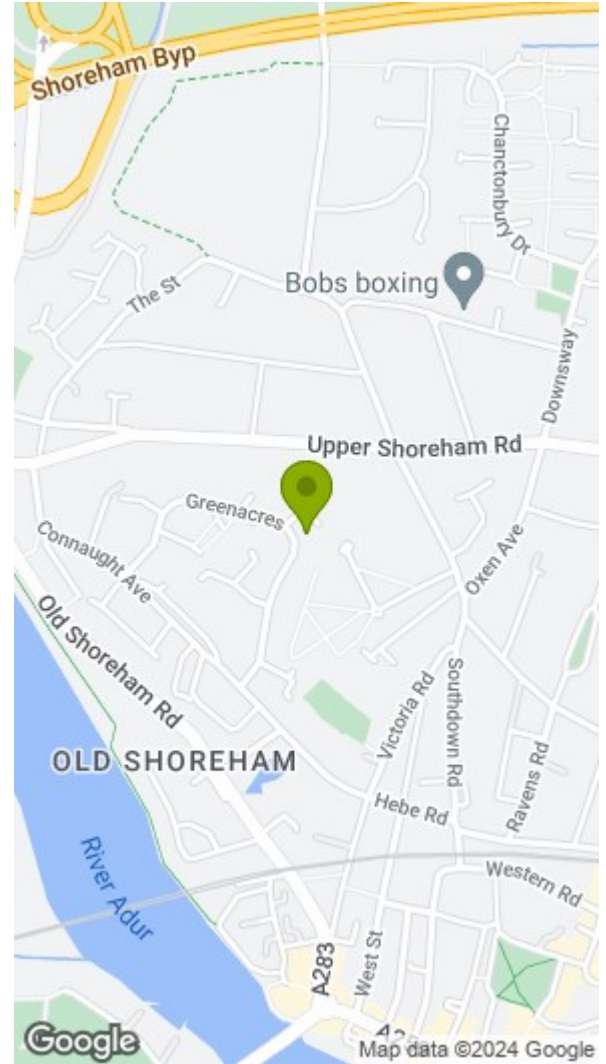 Shoreham Byp
Chanctonbury Dr
Bobs boxing
The St
Downsway
Upper Shoreham Rd
Greenacres
Connaught Ave
Oxen Ave
Old Shoreham Rd
Victoria Rd
Southdown Rd
OLD SHOREHAM
Ravens Rd
Hebe Rd
River Adur
Western Rd
A283
West St
Google
Map data ©2024 Google